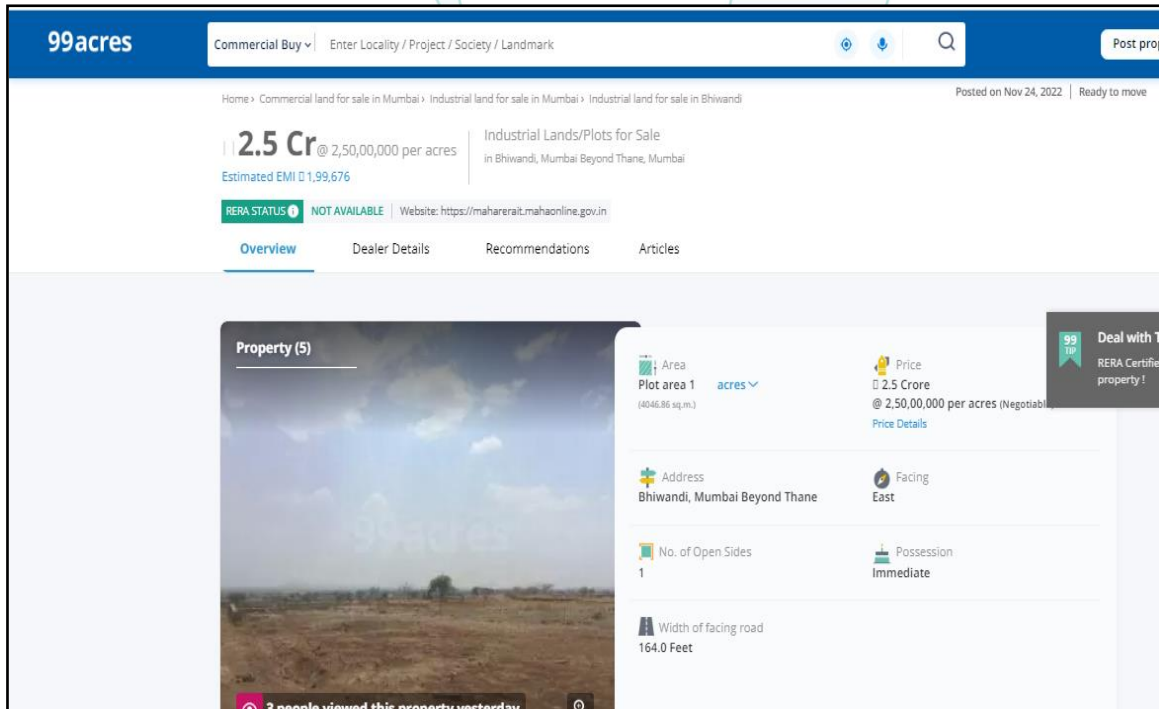 99acres
Commercial Buy
Enter Locality / Project / Society / Landmark
Post prop
Home › Commercial land for sale in Mumbai › Industrial land for sale in Mumbai › Industrial land for sale in Bhiwandi
Posted on Nov 24, 2022 | Ready to move
2.5 Cr @ 2,50,00,000 per acres
Industrial Lands/Plots for Sale
in Bhiwandi, Mumbai Beyond Thane, Mumbai
Estimated EMI 1,99,676
RERA STATUS NOT AVAILABLE | Website: https://maharerait.mahaonline.gov.in
Overview
Dealer Details
Recommendations
Articles
Property (5)
99acres
3 people viewed this property yesterday
Area
Plot area 1 acres
(4046.86 sq.m.)
Price
2.5 Crore
@ 2,50,00,000 per acres (Negotiabl
Price Details
99
TIP
Deal with T
RERA Certifie
property !
Address
Bhiwandi, Mumbai Beyond Thane
Facing
East
No. of Open Sides
1
Possession
Immediate
Width of facing road
164.0 Feet